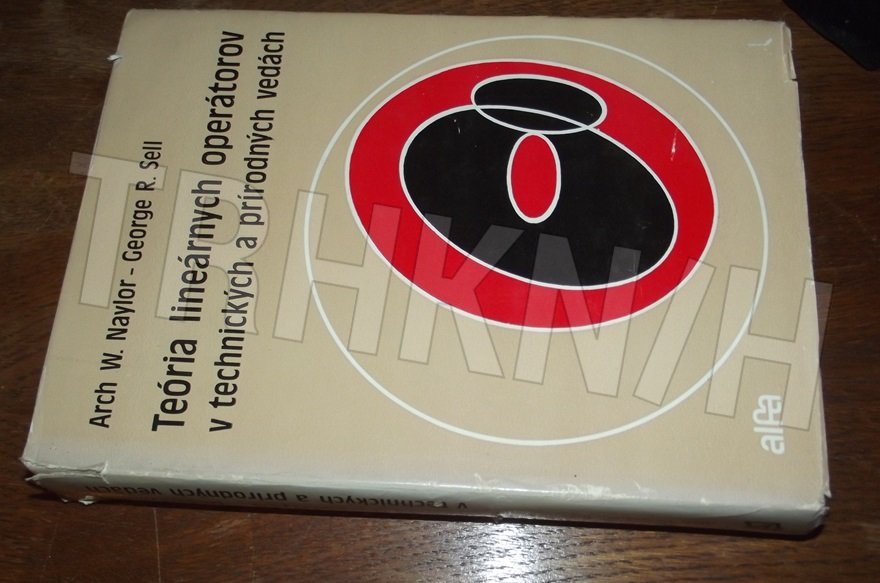 Arch W. Naylor - George R. Sell
Teória lineárnych operátorov
v technických a prírodných vedách
alfa
v technických a prírodných vedách
TRHKNIH